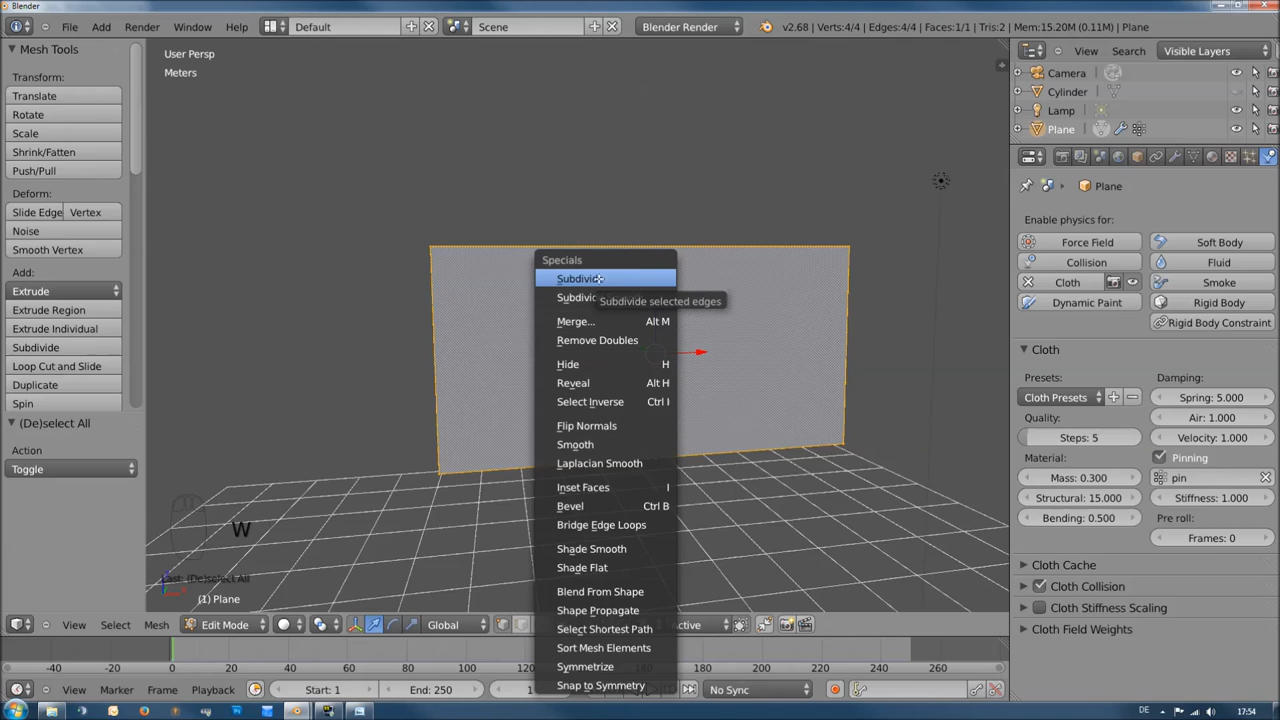 Blender
File Add Render Window Help Default Scene Blender Render v2.68 | Verts:4/4 | Edges:4/4 | Faces:1/1 | Tris:2 | Mem:15.20M (0.11M) | Plane
Mesh Tools
Transform:
Translate
Rotate
Scale
Shrink/Fatten
Push/Pull
Deform:
Slide Edge Vertex
Noise
Smooth Vertex
Add:
Extrude
Extrude Region
Extrude Individual
Subdivide
Loop Cut and Slide
Duplicate
Spin
(De)select All
Action
Toggle
User Persp
Meters
Specials
Subdivide
Subdivide selected edges
Merge... Alt M
Remove Doubles
Hide H
Reveal Alt H
Select Inverse Ctrl I
Flip Normals
Smooth
Laplacian Smooth
Inset Faces I
Bevel Ctrl B
Bridge Edge Loops
Shade Smooth
Shade Flat
Blend From Shape
Shape Propagate
Select Shortest Path
Sort Mesh Elements
Symmetrize
Snap to Symmetry
W
Last: (De)select All
(1) Plane
View Search Visible Layers
Camera
Cylinder
Lamp
Plane
Plane
Enable physics for:
Force Field Soft Body
Collision Fluid
Cloth Smoke
Dynamic Paint Rigid Body
Rigid Body Constraint
Cloth
Presets: Damping:
Cloth Presets Spring: 5.000
Quality: Air: 1.000
Steps: 5 Velocity: 1.000
Material: Pinning
Mass: 0.300 pin
Structural: 15.000 Stiffness: 1.000
Bending: 0.500 Pre roll:
Frames: 0
Cloth Cache
Cloth Collision
Cloth Stiffness Scaling
Cloth Field Weights
View Select Mesh Edit Mode Global Active
-40 -20 0 20 40 60 80 100 120 140 160 180 200 220 240 260
View Marker Frame Playback Start: 1 End: 250 1 No Sync
DE 17:54